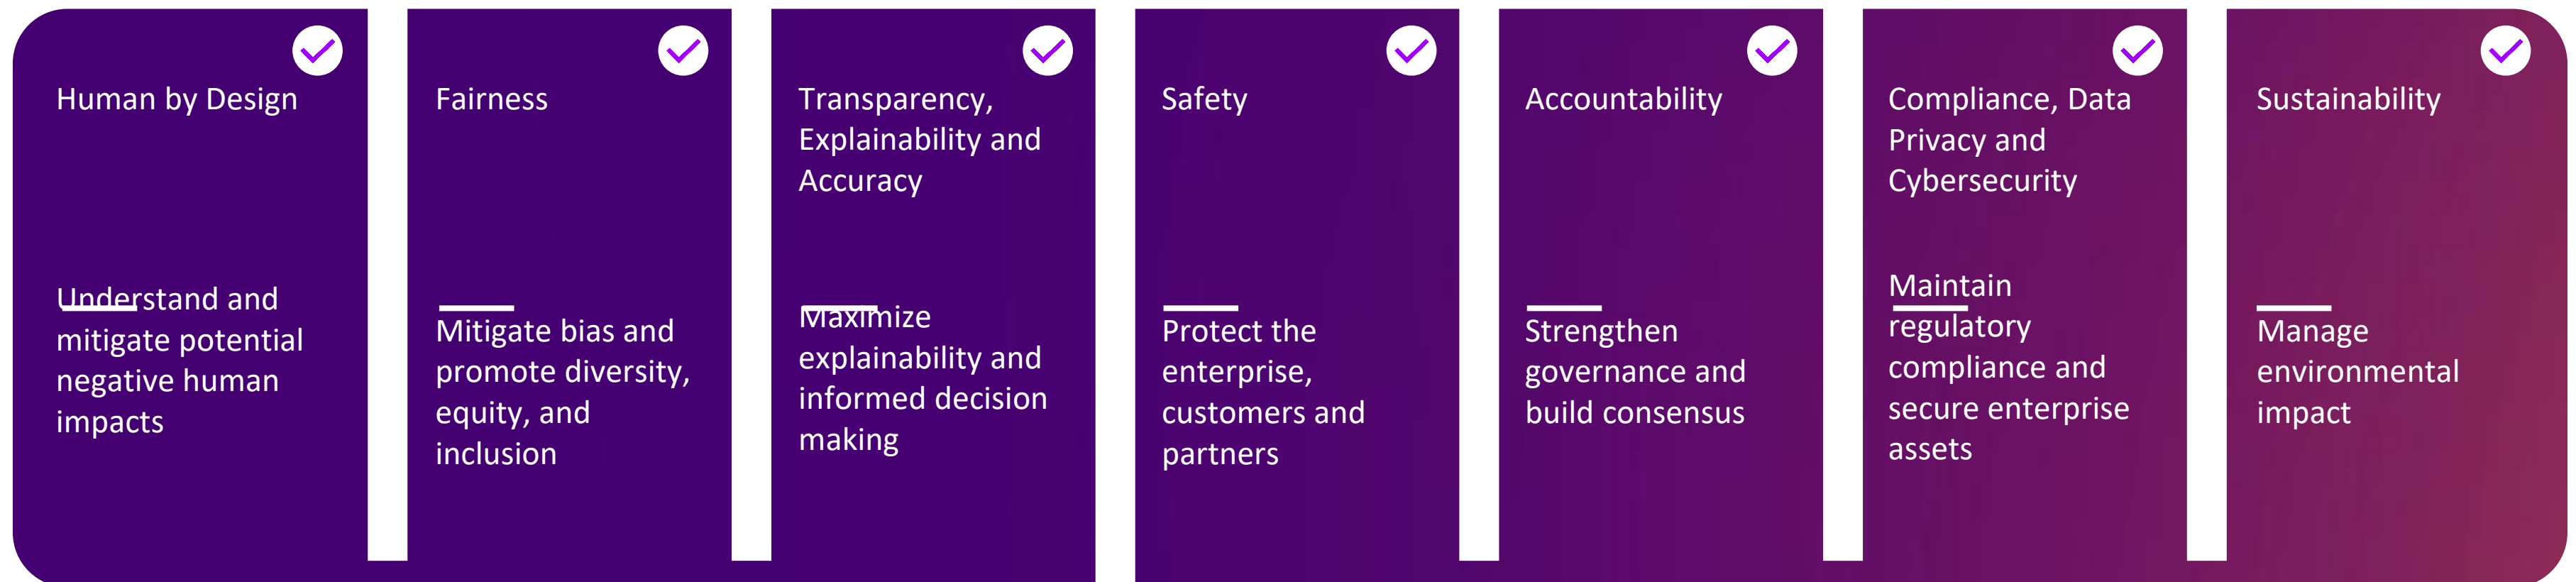 Human by Design
Understand and
mitigate potential
negative human
impacts
Fairness
Mitigate bias and
promote diversity,
equity, and
inclusion
Transparency,
Explainability and
Accuracy
Maximize
explainability and
informed decision
making
Safety
Protect the
enterprise,
customers and
partners
Accountability
Strengthen
governance and
build consensus
Compliance, Data
Privacy and
Cybersecurity
Maintain
regulatory
compliance and
secure enterprise
assets
Sustainability
Manage
environmental
impact